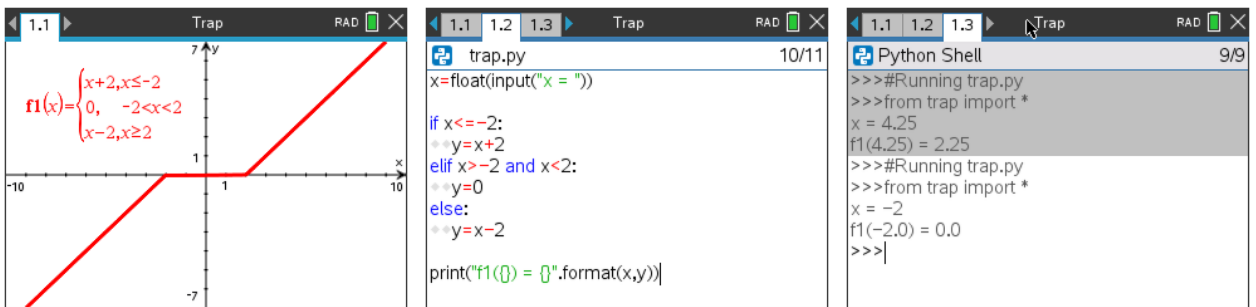 1.1 Trap RAD
7 y
f1(x)={x+2,x≤-2
0, -2<x<2
x-2,x≥2
1
x
-10 1 10
-7
1.1 1.2 1.3 Trap RAD
trap.py 10/11
x=float(input("x = "))
if x<=-2:
y=x+2
elif x>-2 and x<2:
y=0
else:
y=x-2
print("f1({}) = {}".format(x,y))
1.1 1.2 1.3 Trap RAD
Python Shell 9/9
>>>#Running trap.py
>>>from trap import *
x = 4.25
f1(4.25) = 2.25
>>>#Running trap.py
>>>from trap import *
x = -2
f1(-2.0) = 0.0
>>>